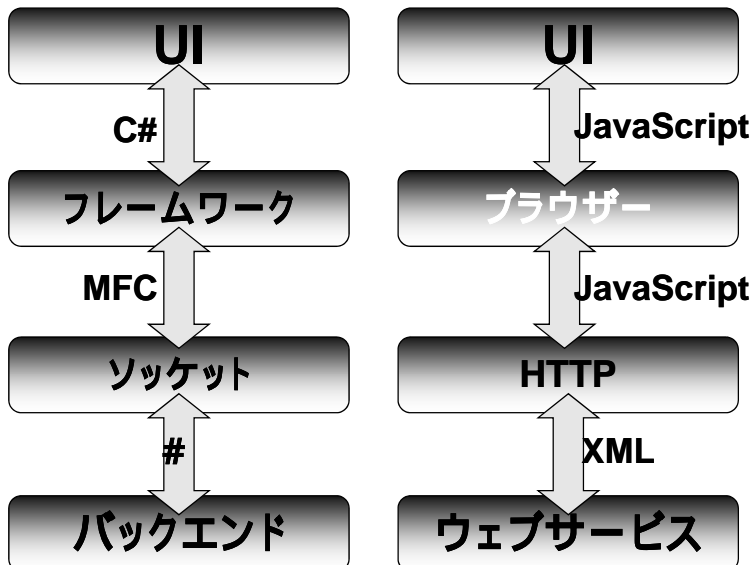 UI
C#
フレームワーク
MFC
ソッケット
#
バックエンド
UI
JavaScript
ブラウザー
JavaScript
HTTP
XML
ウェブサービス